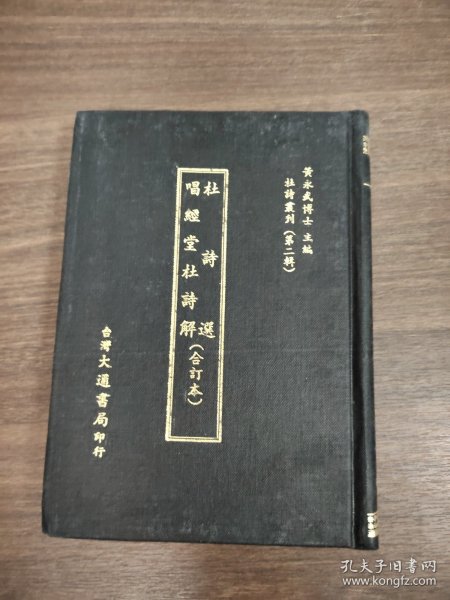 黃永武博士 主編
杜詩叢刊（第二輯）
杜詩選
唱經堂杜詩解
（合訂本）
台灣大通書局印行
孔夫子旧书网
www.kongfz.com